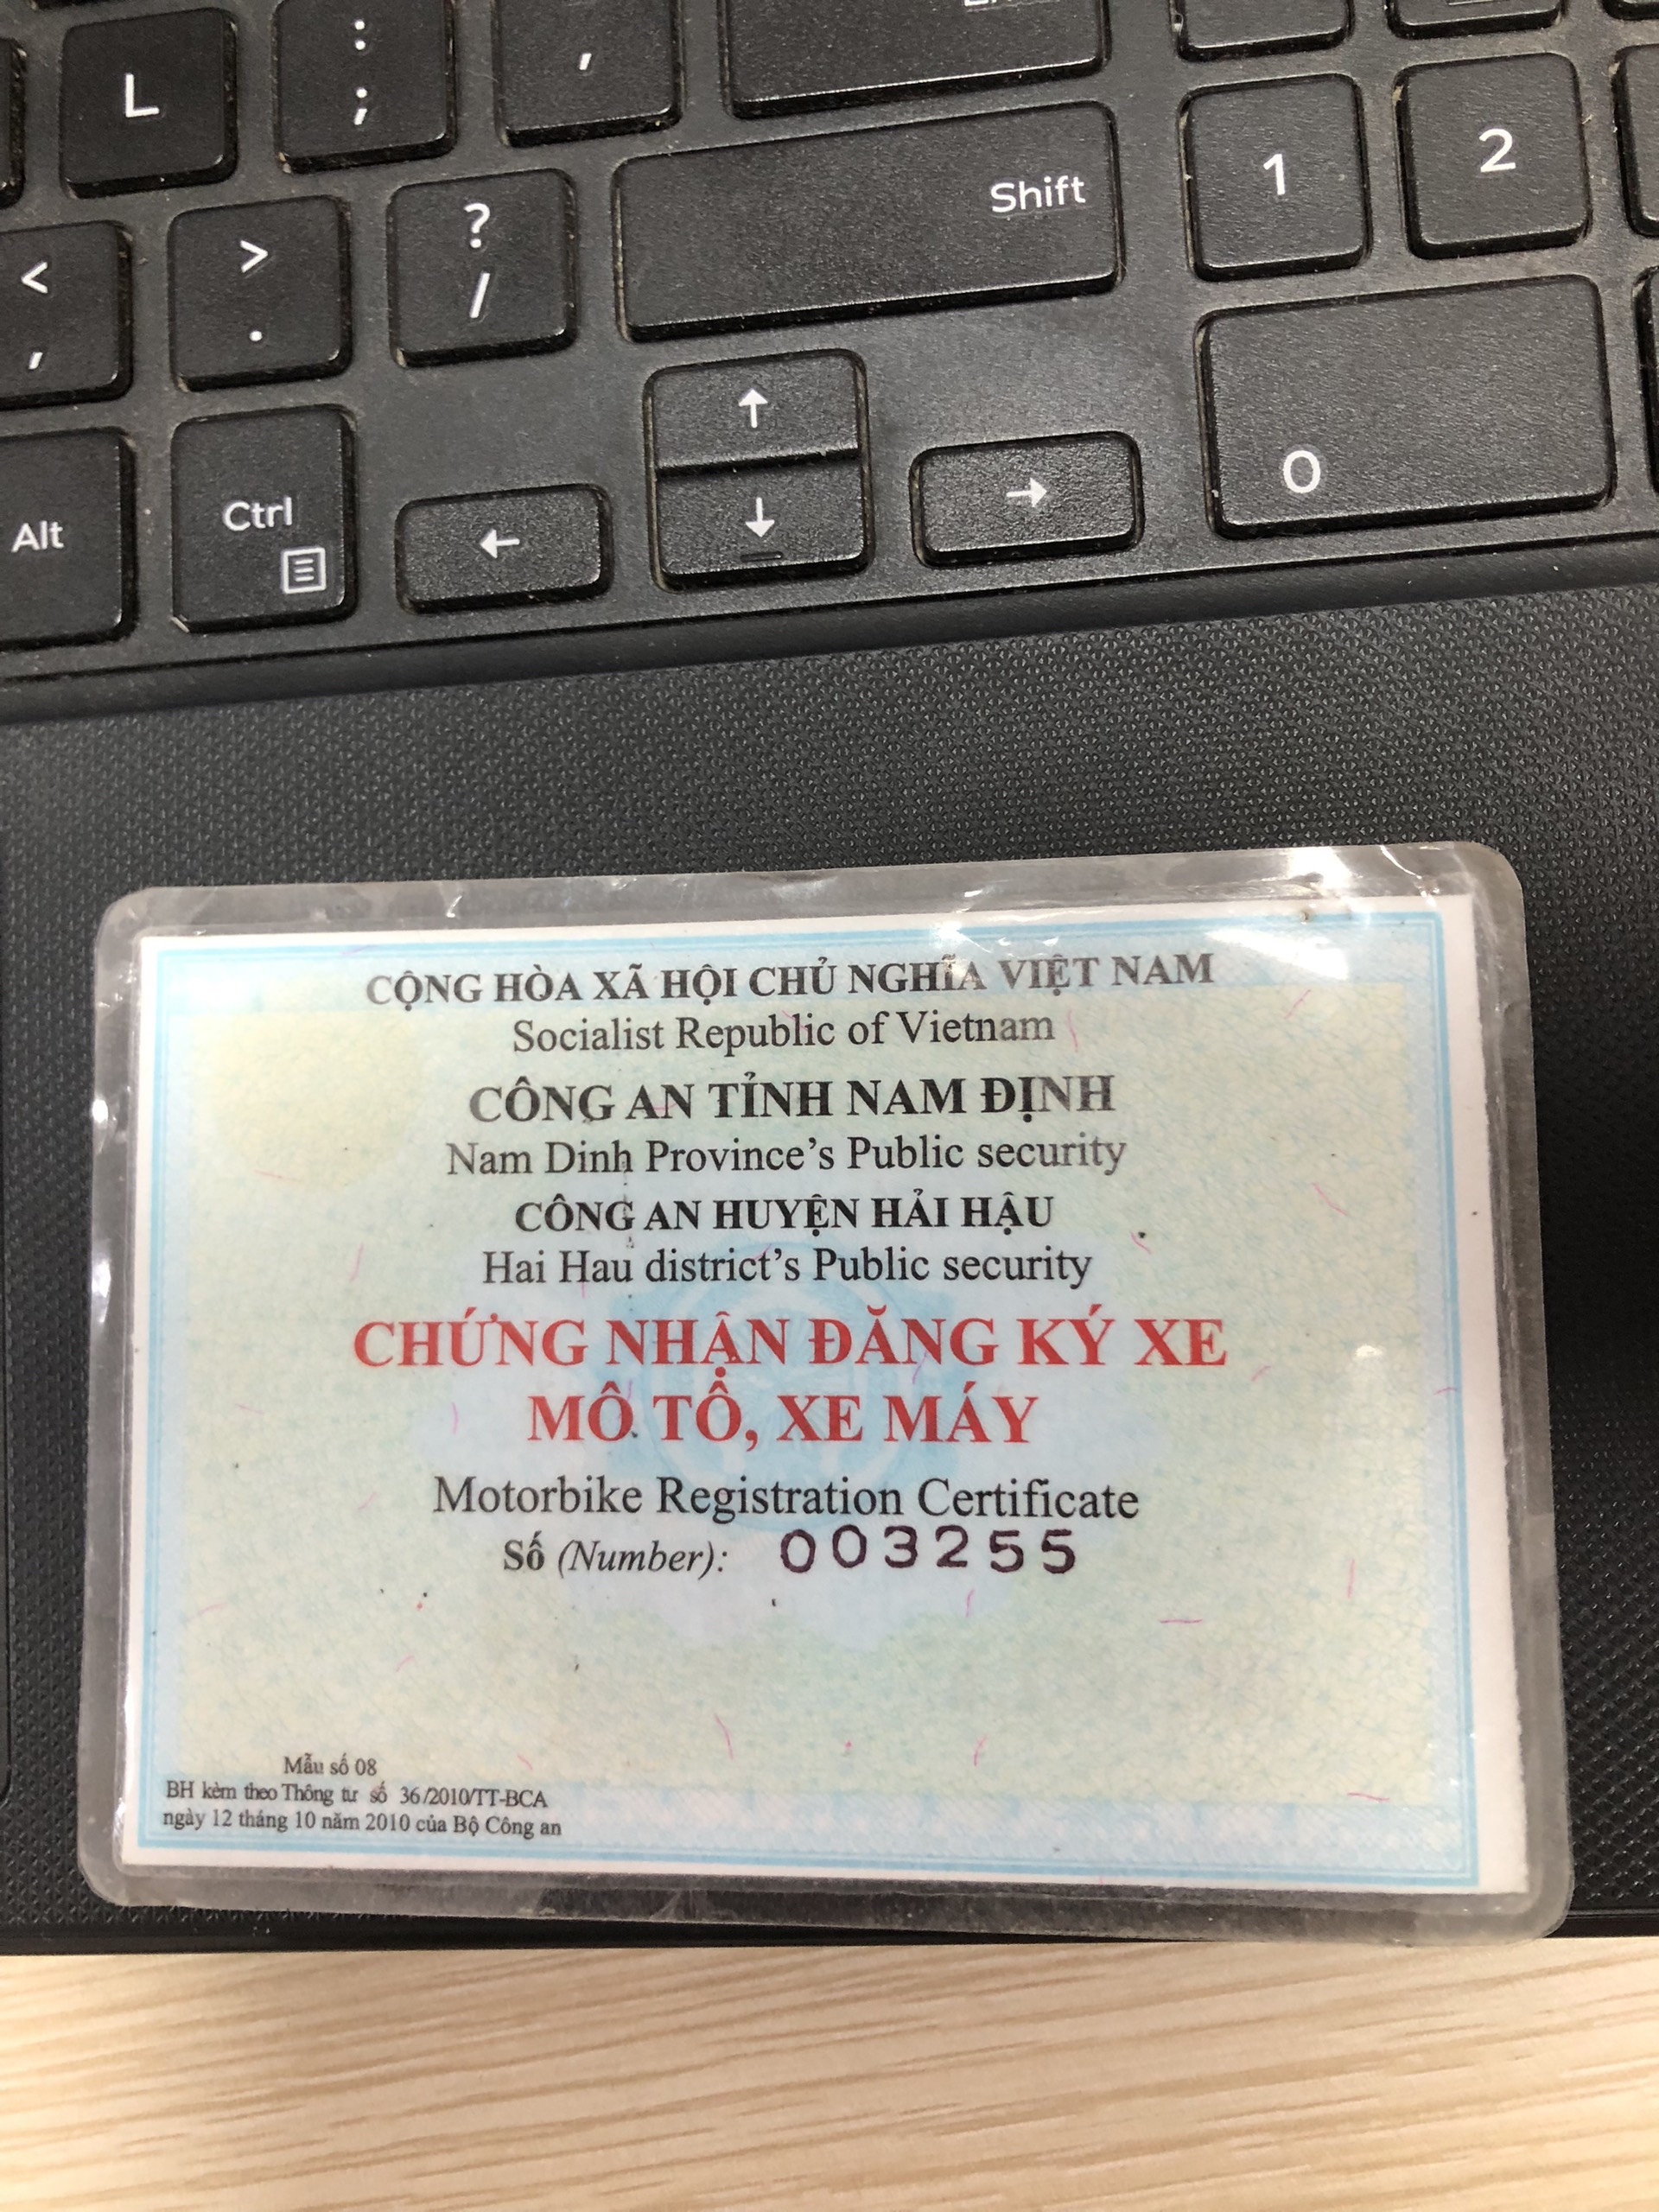 L
:
;
"
'
Shift
1
2
<
,
>
.
?
/
↑
0
Alt
Ctrl
←
↓
→
CỘNG HÒA XÃ HỘI CHỦ NGHĨA VIỆT NAM
Socialist Republic of Vietnam
CÔNG AN TỈNH NAM ĐỊNH
Nam Dinh Province's Public security
CÔNG AN HUYỆN HẢI HẬU
Hai Hau district's Public security
CHỨNG NHẬN ĐĂNG KÝ XE
MÔ TÔ, XE MÁY
Motorbike Registration Certificate
Số (Number): 003255
Mẫu số 08
BH kèm theo Thông tư số 36/2010/TT-BCA
ngày 12 tháng 10 năm 2010 của Bộ Công an